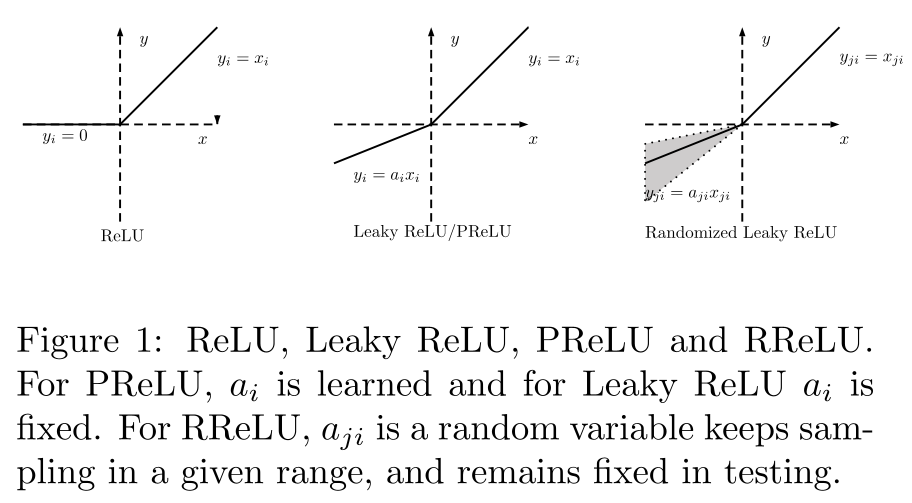 y
y_i = x_i
y_i = 0
x
ReLU
y
y_i = x_i
x
y_i = a_i x_i
Leaky ReLU/PReLU
y
y_{ji} = x_{ji}
x
y_{ji} = a_{ji} x_{ji}
Randomized Leaky ReLU
Figure 1: ReLU, Leaky ReLU, PReLU and RReLU.
For PReLU, a_i is learned and for Leaky ReLU a_i is
fixed. For RReLU, a_{ji} is a random variable keeps sam-
pling in a given range, and remains fixed in testing.